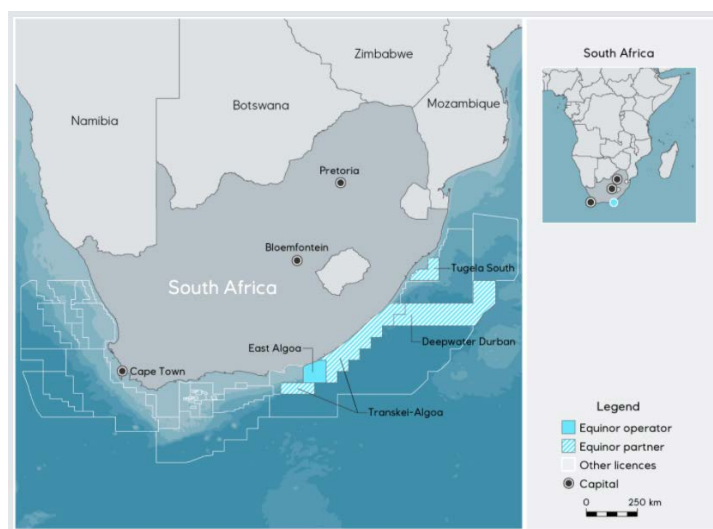 Zimbabwe
Mozambique
Botswana
Namibia
Pretoria
Bloemfontein
South Africa
Tugela South
Deepwater Durban
East Algoa
Cape Town
Transkei-Algoa
South Africa
Legend
Equinor operator
Equinor partner
Other licences
Capital
0 250 km